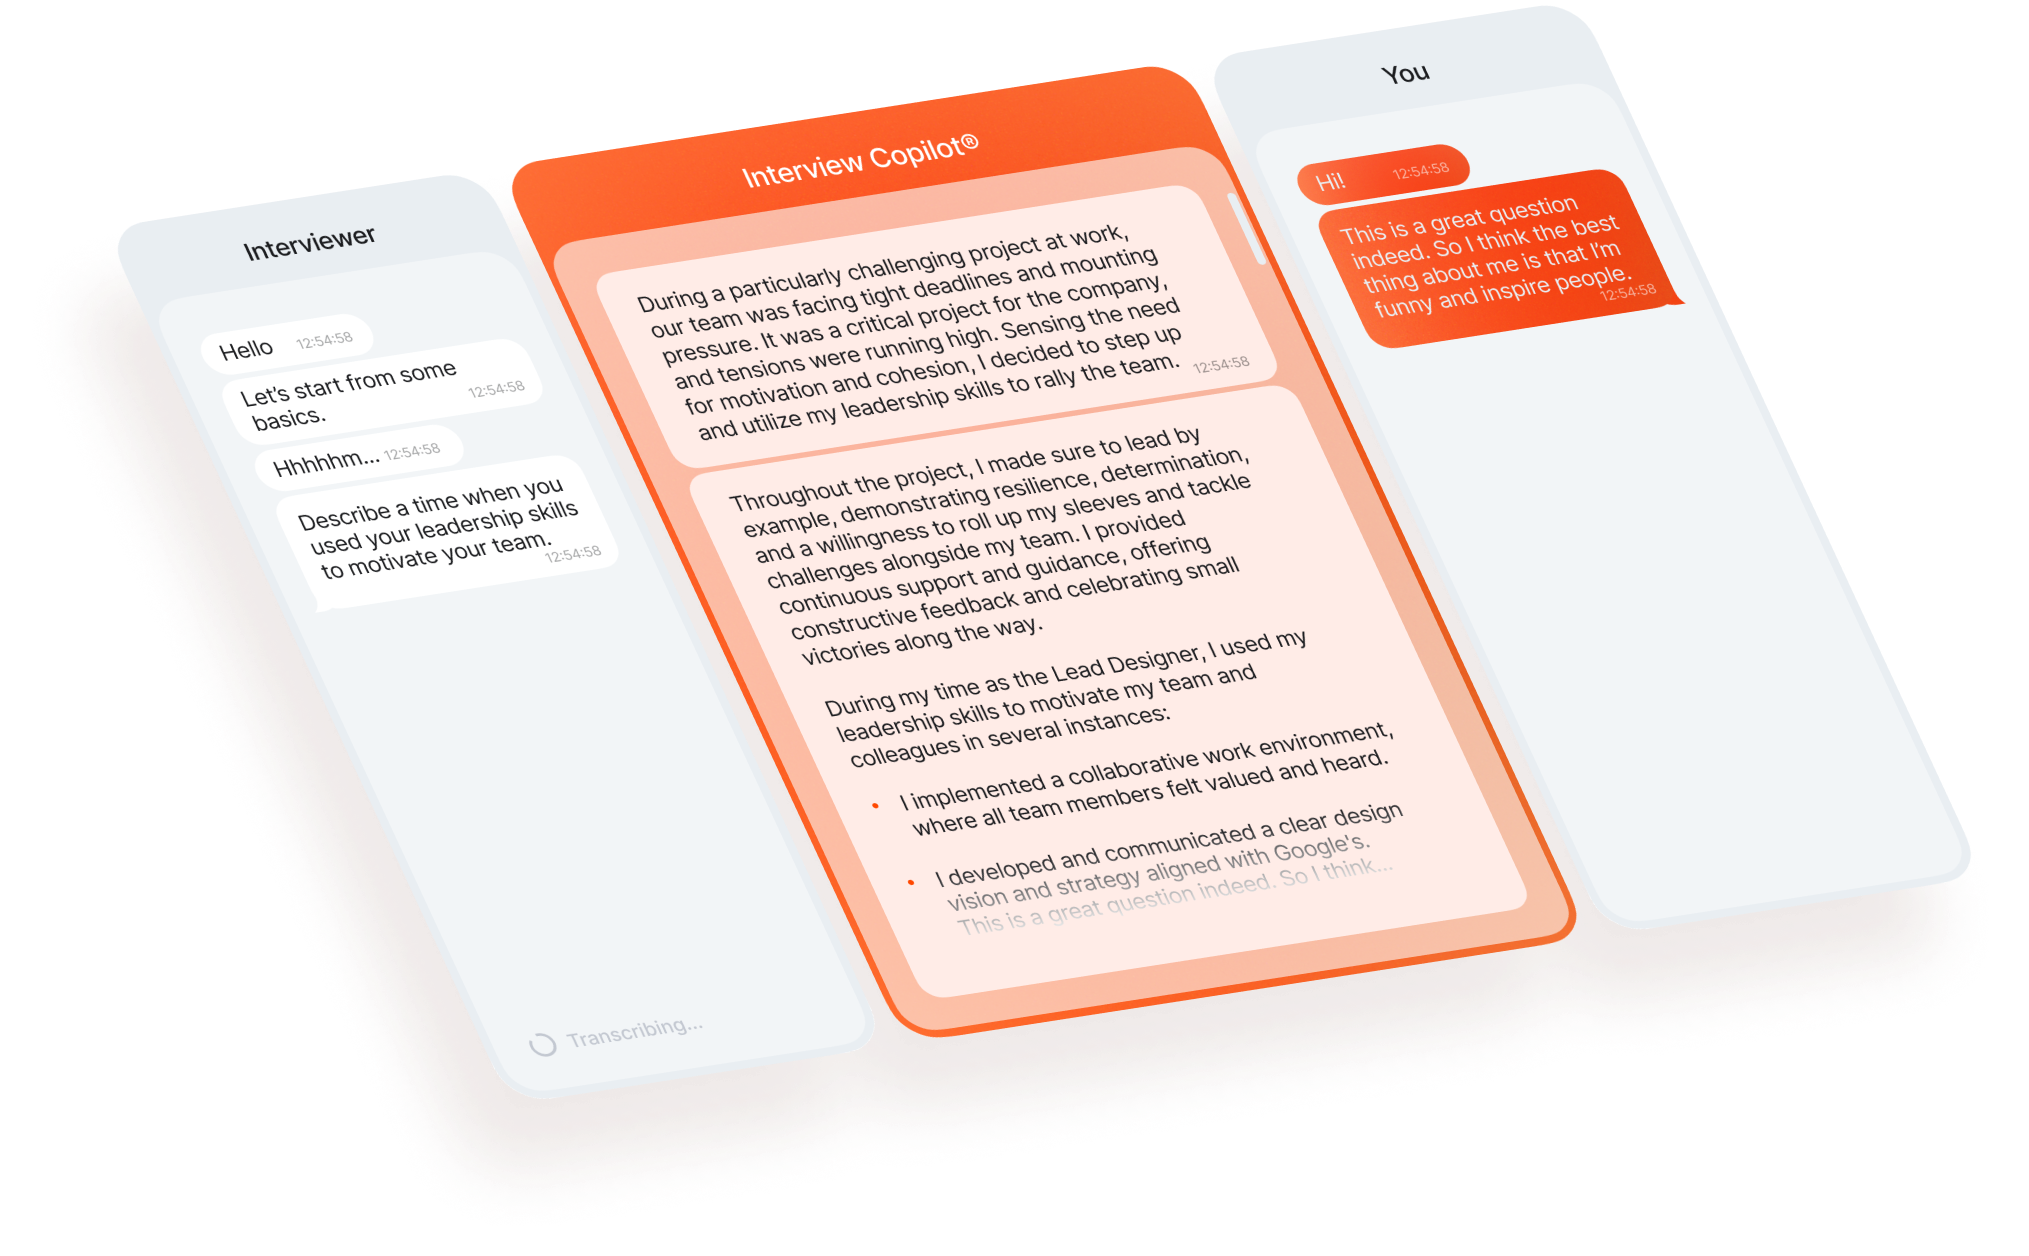 Interviewer
Hello
12:54:58
Let's start from some
basics.
12:54:58
Hhhhhm...
12:54:58
Describe a time when you
used your leadership skills
to motivate your team.
12:54:58
Transcribing...
Interview Copilot®
During a particularly challenging project at work,
our team was facing tight deadlines and mounting
pressure. It was a critical project for the company,
and tensions were running high. Sensing the need
for motivation and cohesion, I decided to step up
and utilize my leadership skills to rally the team.
12:54:58
Throughout the project, I made sure to lead by
example, demonstrating resilience, determination,
and a willingness to roll up my sleeves and tackle
challenges alongside my team. I provided
continuous support and guidance, offering
constructive feedback and celebrating small
victories along the way.
During my time as the Lead Designer, I used my
leadership skills to motivate my team and
colleagues in several instances:
• I implemented a collaborative work environment,
where all team members felt valued and heard.
• I developed and communicated a clear design
vision and strategy aligned with Google's.
This is a great question indeed. So I think...
You
Hi!
12:54:58
This is a great question
indeed. So I think the best
thing about me is that I'm
funny and inspire people.
12:54:58